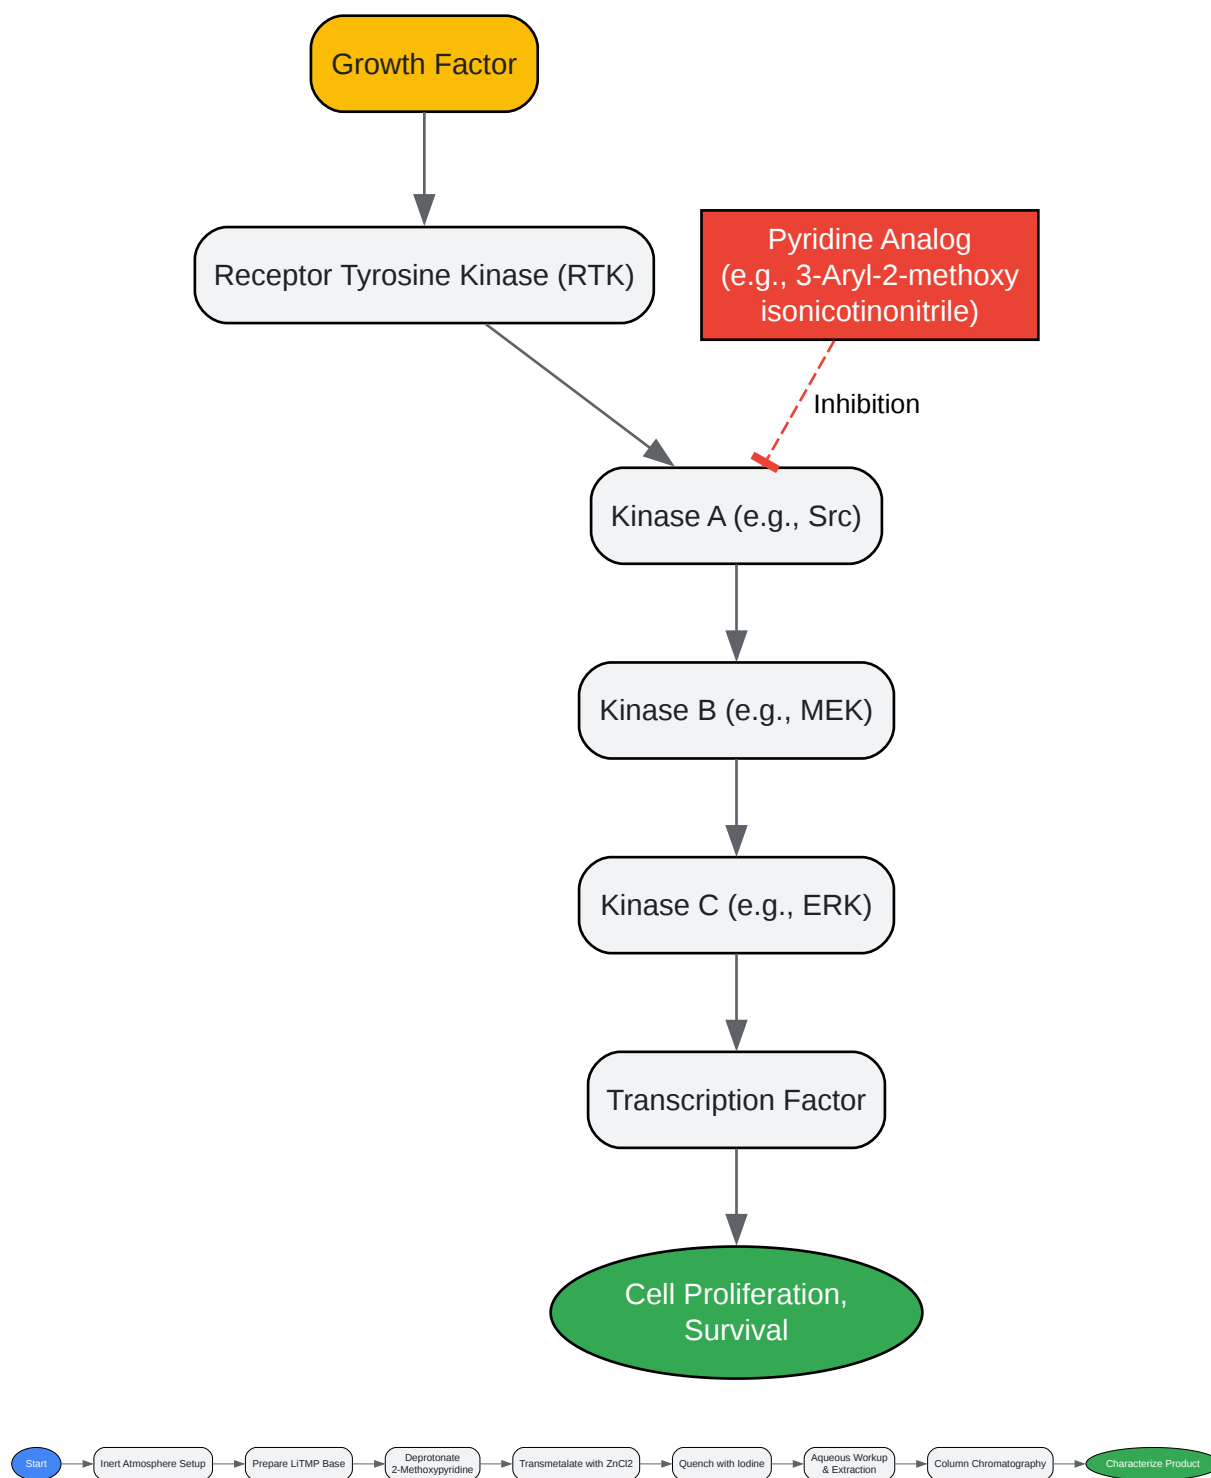 Growth Factor
Receptor Tyrosine Kinase (RTK)
Pyridine Analog
(e.g., 3-Aryl-2-methoxy
isonicotinonitrile)
Inhibition
Kinase A (e.g., Src)
Kinase B (e.g., MEK)
Kinase C (e.g., ERK)
Transcription Factor
Cell Proliferation,
Survival
Start
Inert Atmosphere Setup
Prepare LiTMP Base
Deprotonate
2-Methoxypyridine
Transmetalate with ZnCl2
Quench with Iodine
Aqueous Workup
& Extraction
Column Chromatography
Characterize Product